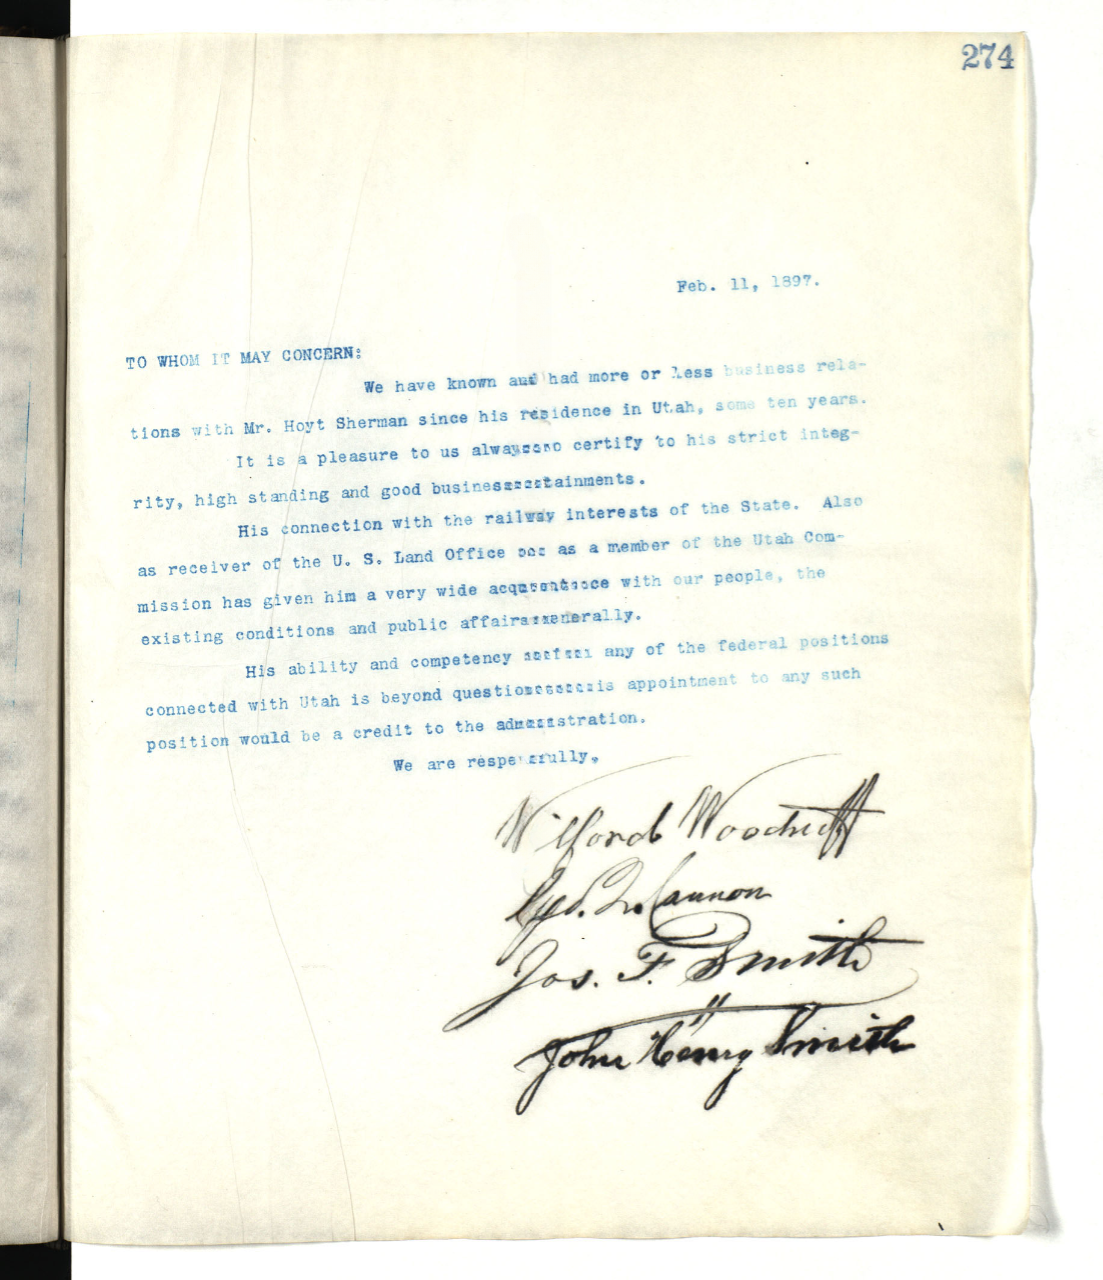 274
Feb. 11, 1897.
TO WHOM IT MAY CONCERN:
We have known and had more or less business rela-
tions with Mr. Hoyt Sherman since his residence in Utah, some ten years.
It is a pleasure to us always to certify to his strict integ-
rity, high standing and good business attainments.
His connection with the railway interests of the State. Also
as receiver of the U. S. Land Office as a member of the Utah Com-
mission has given him a very wide acquaintance with our people, the
existing conditions and public affairs generally.
His ability and competency any of the federal positions
connected with Utah is beyond question appointment to any such
position would be a credit to the administration.
We are respectfully,
Wilford Woodruff
Geo. Q. Cannon
Jos. F. Smith
John Henry Smith